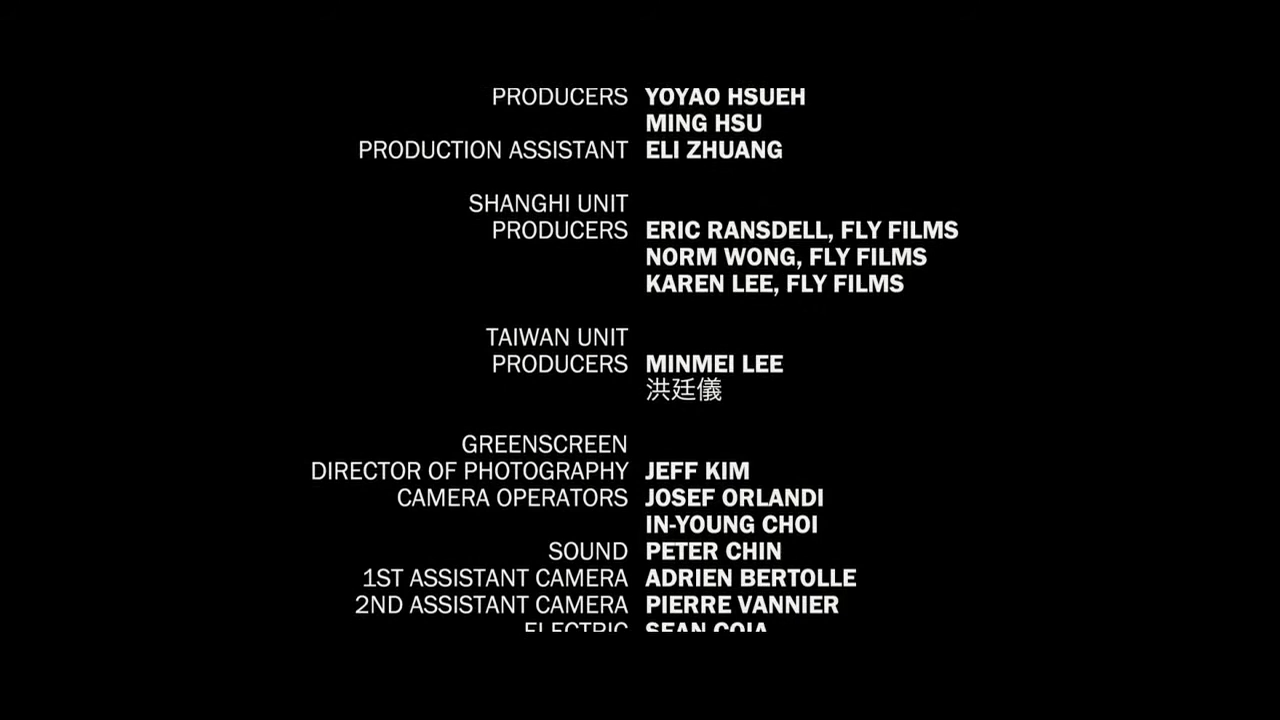 PRODUCERS YOYAO HSUEH
MING HSU
PRODUCTION ASSISTANT ELI ZHUANG
SHANGHI UNIT
PRODUCERS ERIC RANSDELL, FLY FILMS
NORM WONG, FLY FILMS
KAREN LEE, FLY FILMS
TAIWAN UNIT
PRODUCERS MINMEI LEE
洪廷儀
GREENSCREEN
DIRECTOR OF PHOTOGRAPHY JEFF KIM
CAMERA OPERATORS JOSEF ORLANDI
IN-YOUNG CHOI
SOUND PETER CHIN
1ST ASSISTANT CAMERA ADRIEN BERTOLLE
2ND ASSISTANT CAMERA PIERRE VANNIER
ELECTRIC SEAN